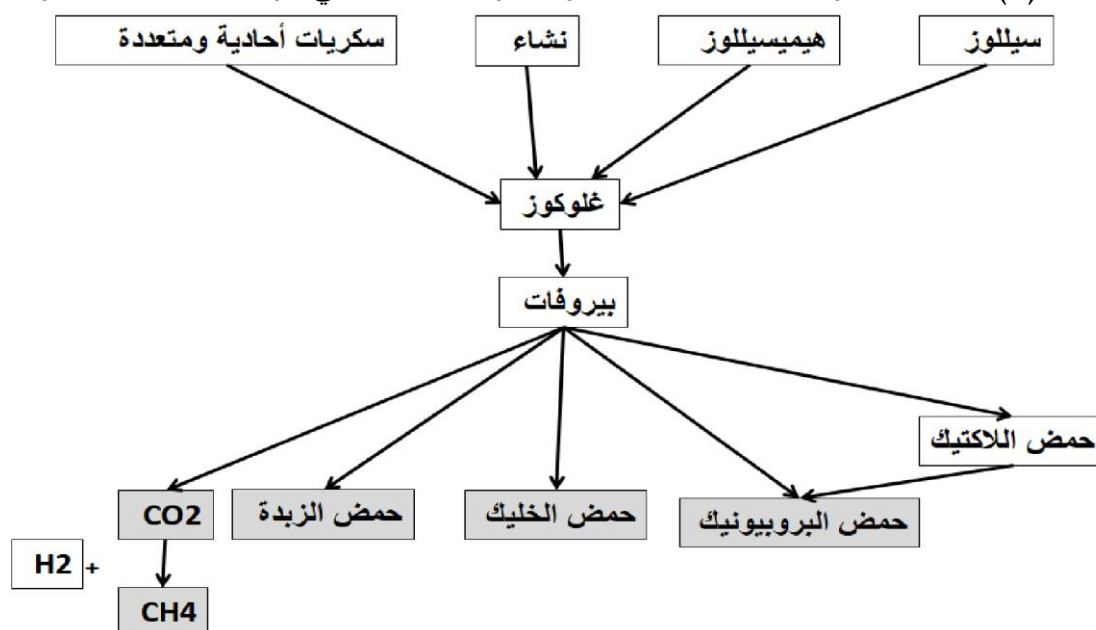 سكريات أحادية ومتعددة
نشاء
هيميسيللوز
سيللوز
غلوكوز
بيروفات
حمض اللاكتيك
حمض البروبيونيك
حمض الخليك
حمض الزبدة
CO2
H2 +
CH4